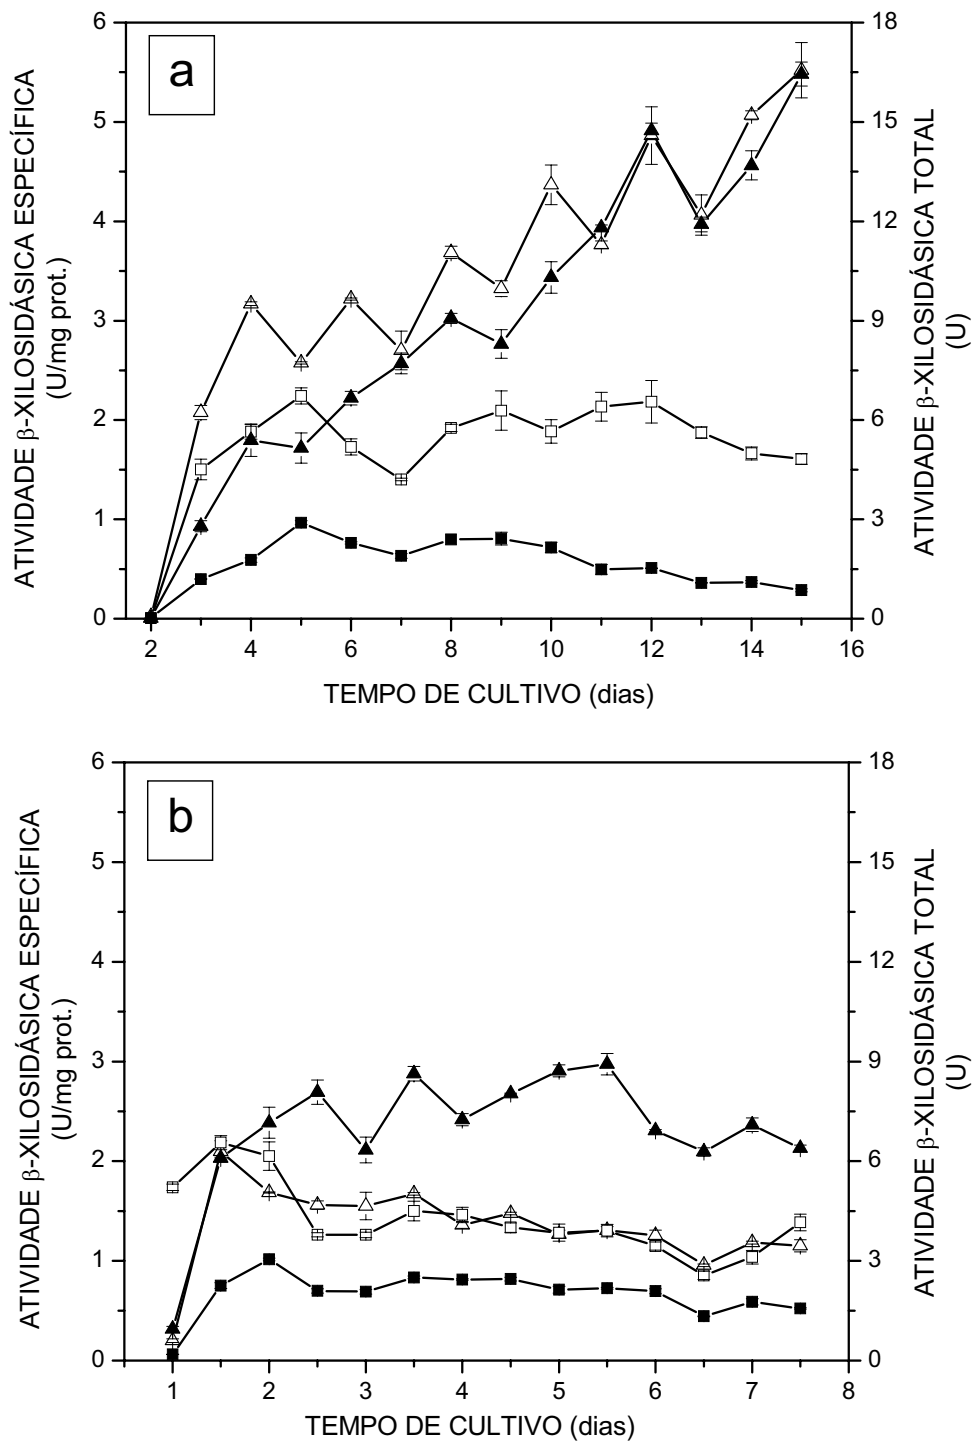 a
ATIVIDADE β-XILOSIDÁSICA ESPECÍFICA
(U/mg prot.)
6
5
4
3
2
1
0
18
15
12
9
6
3
0
ATIVIDADE β-XILOSIDÁSICA TOTAL
(U)
2 4 6 8 10 12 14 16
TEMPO DE CULTIVO (dias)
b
ATIVIDADE β-XILOSIDÁSICA ESPECÍFICA
(U/mg prot.)
6
5
4
3
2
1
0
18
15
12
9
6
3
0
ATIVIDADE β-XILOSIDÁSICA TOTAL
(U)
1 2 3 4 5 6 7 8
TEMPO DE CULTIVO (dias)